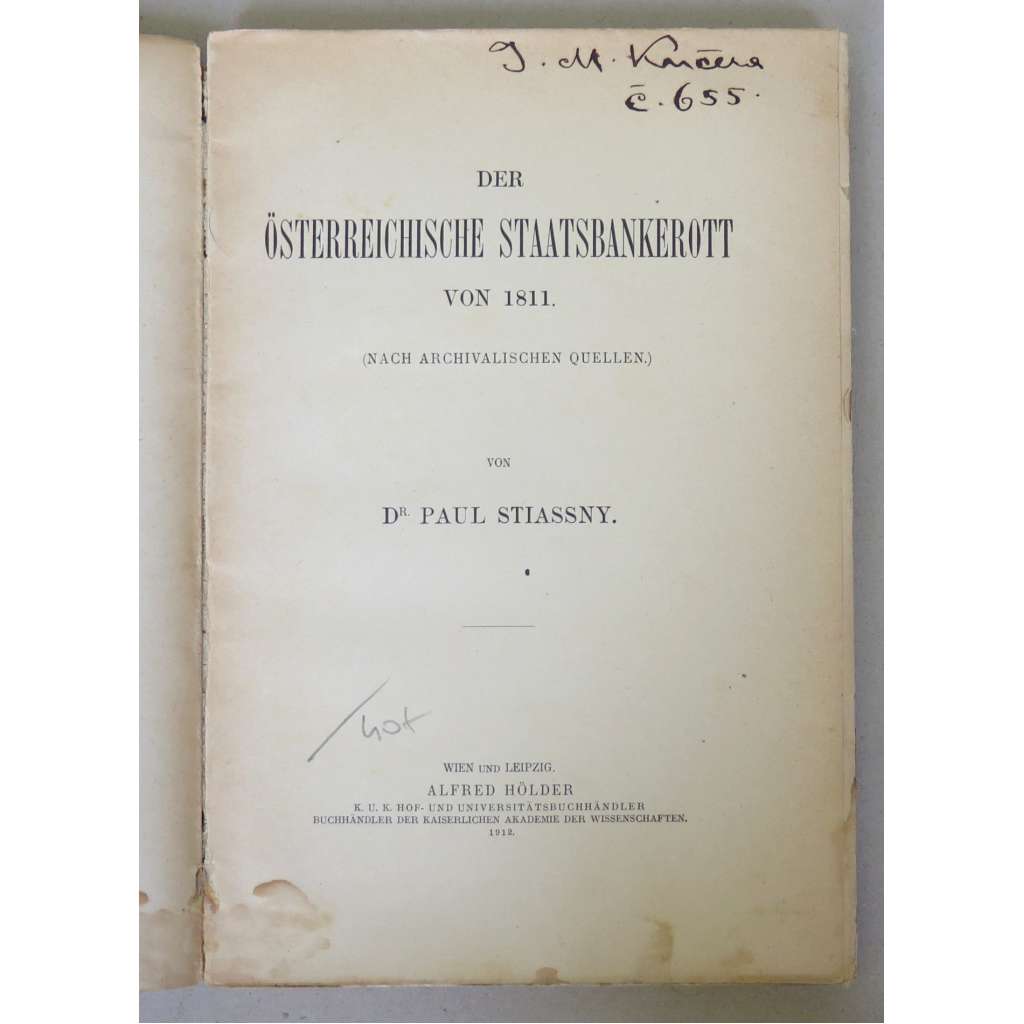 J. M. Kučera
č. 655.
DER
ÖSTERREICHISCHE STAATSBANKEROTT
VON 1811.
(NACH ARCHIVALISCHEN QUELLEN.)
VON
DR. PAUL STIASSNY.
WIEN UND LEIPZIG.
ALFRED HÖLDER
K. U. K. HOF- UND UNIVERSITÄTSBUCHHÄNDLER
BUCHHÄNDLER DER KAISERLICHEN AKADEMIE DER WISSENSCHAFTEN.
1912.